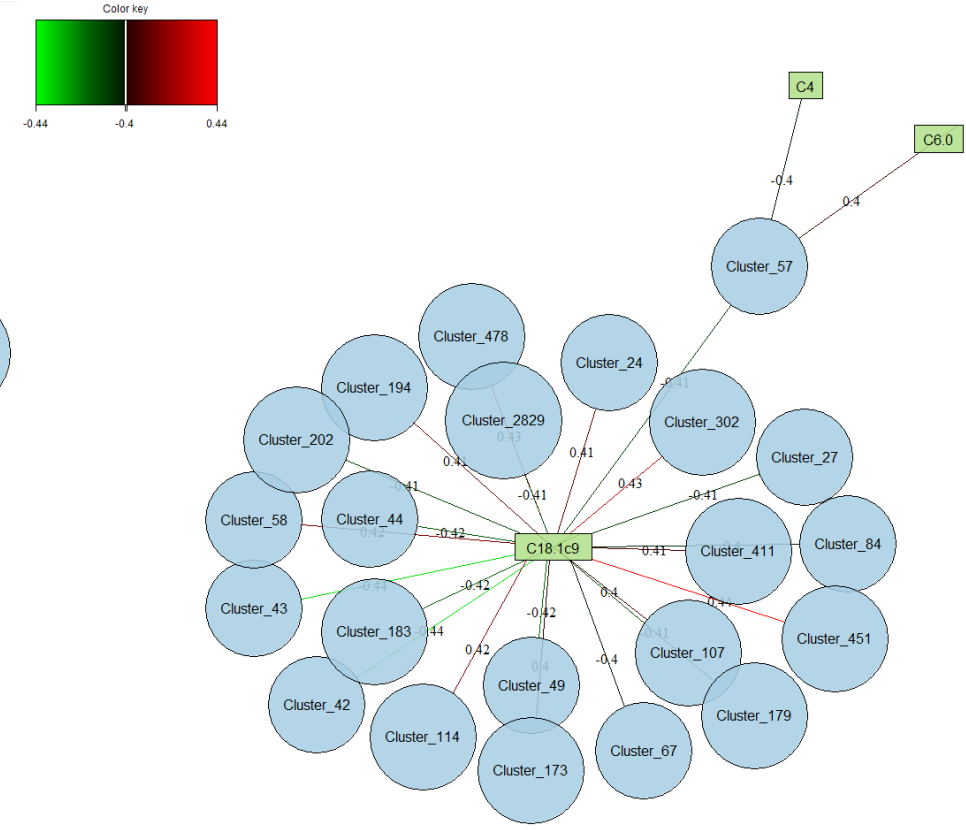 Color key
-0.44
-0.4
0.44
C4
C6.0
-0.4
0.4
Cluster_57
Cluster_478
Cluster_24
Cluster_194
-0.41
Cluster_2829
Cluster_302
0.43
Cluster_202
Cluster_27
0.41
0.41
0.43
-0.41
-0.41
-0.41
Cluster_58
Cluster_44
0.42
-0.42
C18:1c9
0.41
Cluster_411
Cluster_84
-0.44
-0.42
0.4
Cluster_43
-0.42
0.44
Cluster_183
-0.44
-0.41
Cluster_451
0.42
0.4
-0.4
Cluster_107
Cluster_49
Cluster_42
Cluster_179
Cluster_114
Cluster_67
Cluster_173